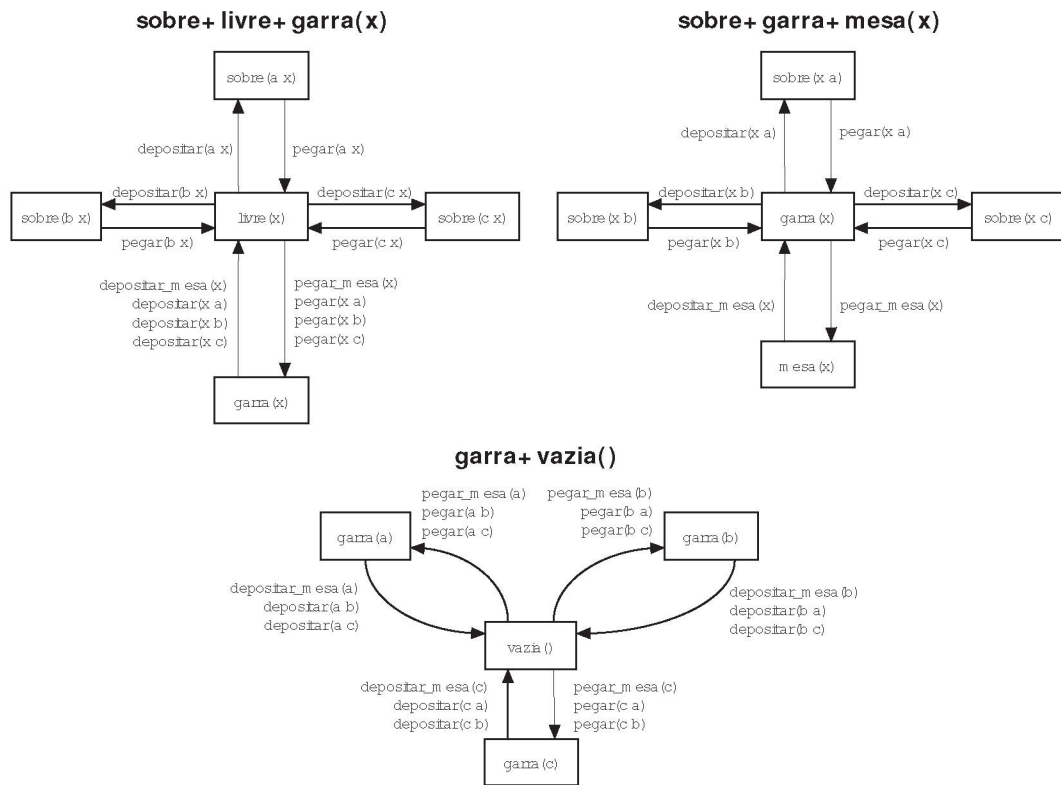 sobre+ livre+ garra(x)
sobre(a x)
depositar(a x)
pegar(a x)
depositar(b x)
depositar(c x)
sobre(b x)
livre(x)
sobre(c x)
pegar(b x)
pegar(c x)
depositar_mesa(x)
depositar(x a)
depositar(x b)
depositar(x c)
pegar_mesa(x)
pegar(x a)
pegar(x b)
pegar(x c)
garra(x)
sobre+ garra+ mesa(x)
sobre(x a)
depositar(x a)
pegar(x a)
depositar(x b)
depositar(x c)
sobre(x b)
garra(x)
sobre(x c)
pegar(x b)
pegar(x c)
depositar_mesa(x)
pegar_mesa(x)
mesa(x)
garra+ vazia()
pegar_mesa(a)
pegar(a b)
pegar(a c)
pegar_mesa(b)
pegar(b a)
pegar(b c)
garra(a)
garra(b)
depositar_mesa(a)
depositar(a b)
depositar(a c)
depositar_mesa(b)
depositar(b a)
depositar(b c)
vazia()
depositar_mesa(c)
depositar(c a)
depositar(c b)
pegar_mesa(c)
pegar(c a)
pegar(c b)
garra(c)